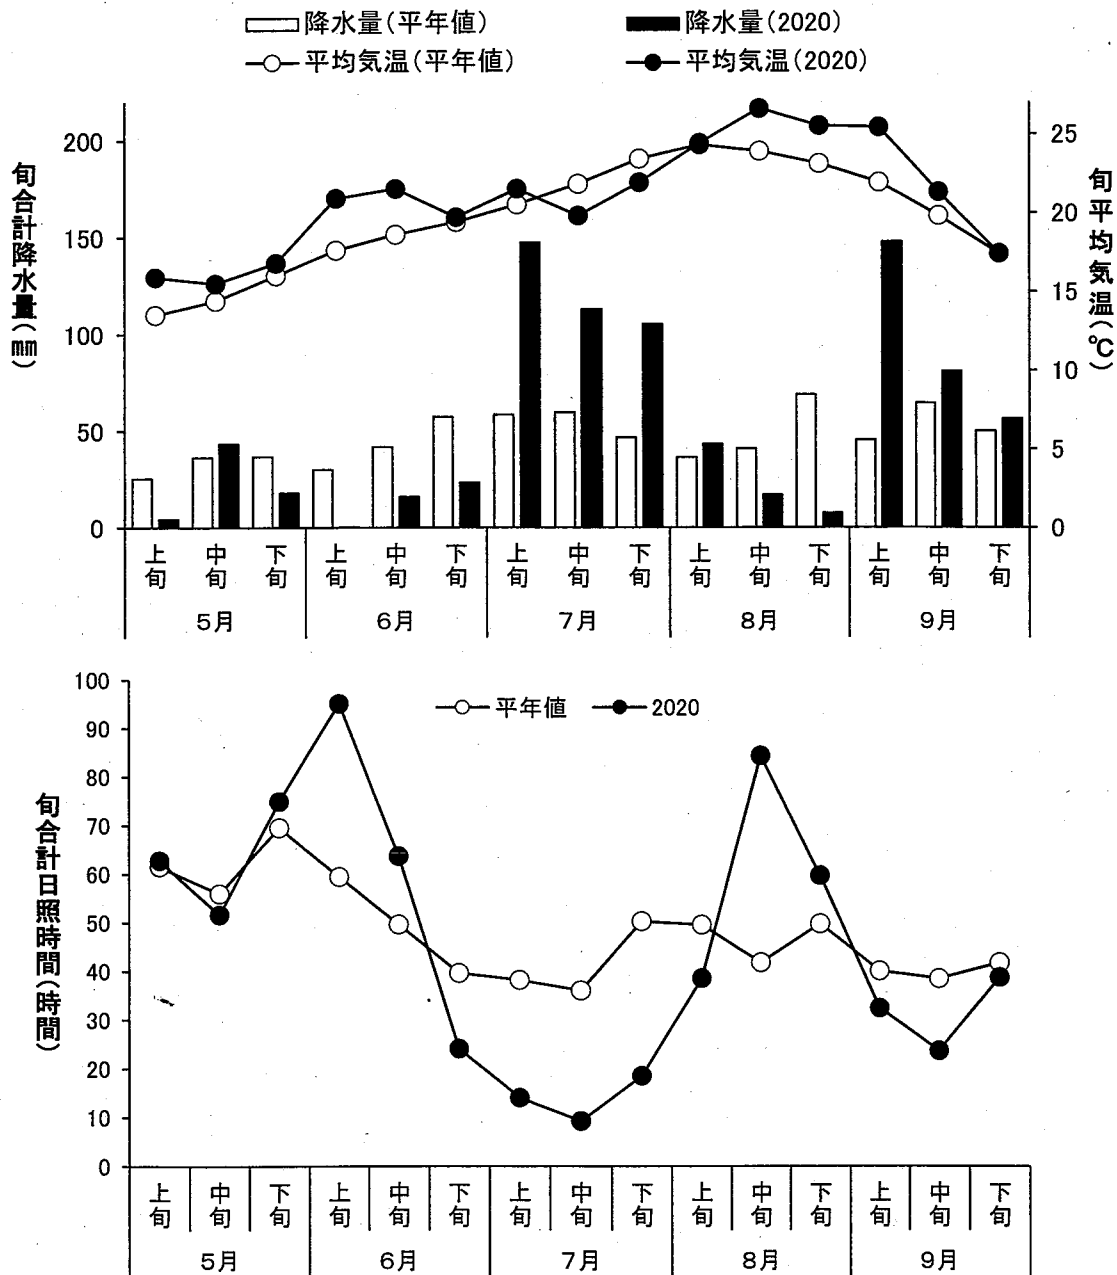 降水量(平年値) 降水量(2020)
平均気温(平年値) 平均気温(2020)
旬合計降水量(㎜)
200
150
100
50
0
旬平均気温(℃)
25
20
15
10
5
0
上旬 中旬 下旬 上旬 中旬 下旬 上旬 中旬 下旬 上旬 中旬 下旬 上旬 中旬 下旬
5月 6月 7月 8月 9月
平年値 2020
旬合計日照時間(時間)
100
90
80
70
60
50
40
30
20
10
0
上旬 中旬 下旬 上旬 中旬 下旬 上旬 中旬 下旬 上旬 中旬 下旬 上旬 中旬 下旬
5月 6月 7月 8月 9月